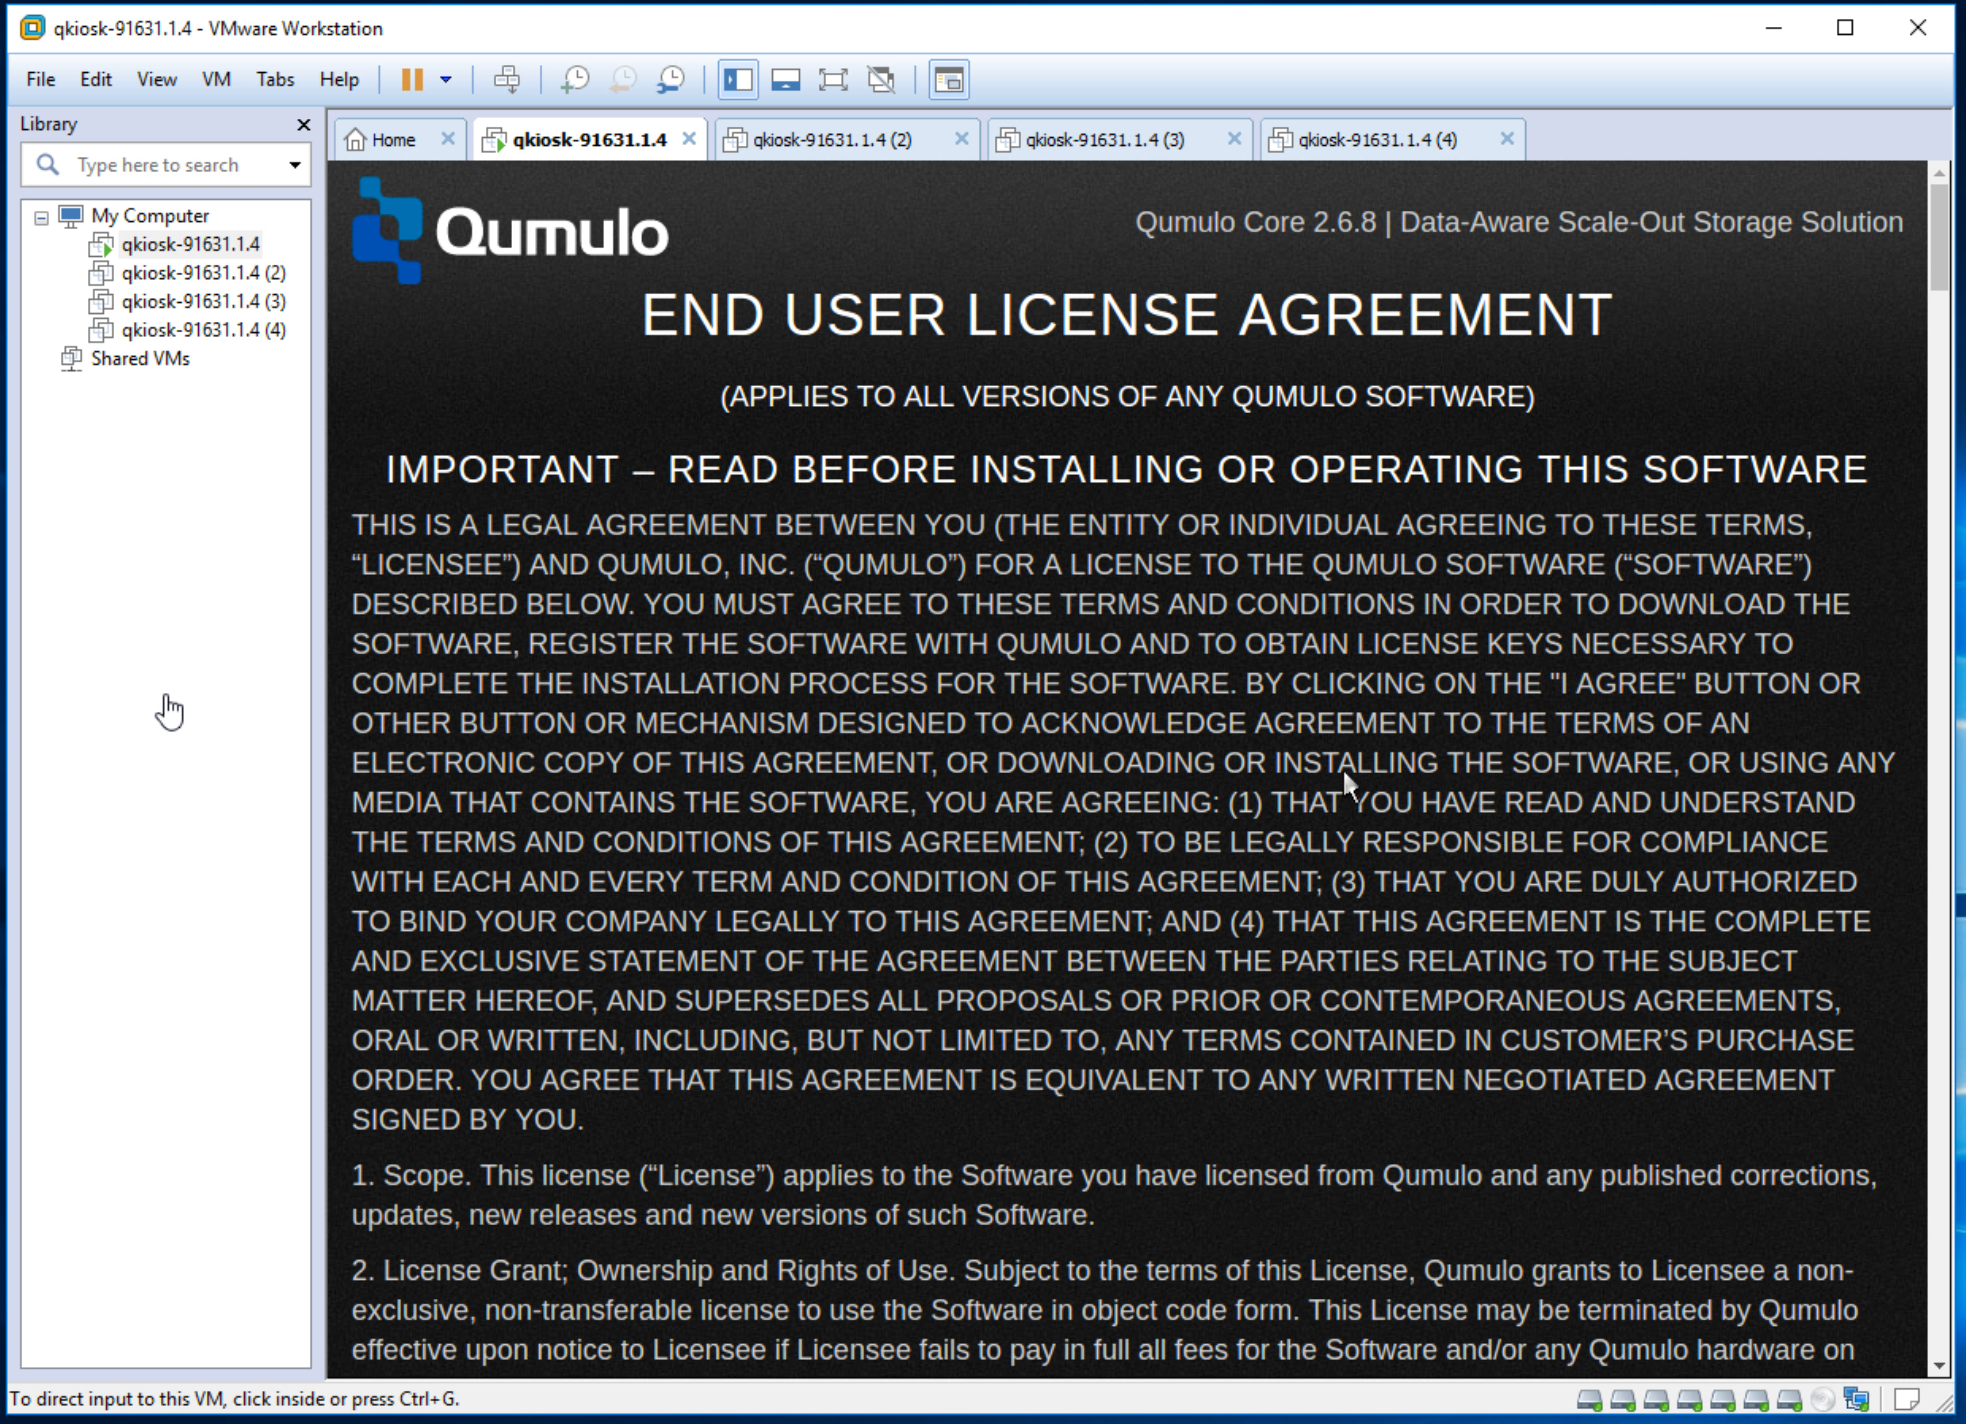 qkiosk-91631.1.4 - VMware Workstation
File Edit View VM Tabs Help
Library
Type here to search
My Computer
qkiosk-91631.1.4
qkiosk-91631.1.4 (2)
qkiosk-91631.1.4 (3)
qkiosk-91631.1.4 (4)
Shared VMs
Home qkiosk-91631.1.4 qkiosk-91631.1.4 (2) qkiosk-91631.1.4 (3) qkiosk-91631.1.4 (4)
Qumulo
Qumulo Core 2.6.8 | Data-Aware Scale-Out Storage Solution
END USER LICENSE AGREEMENT
(APPLIES TO ALL VERSIONS OF ANY QUMULO SOFTWARE)
IMPORTANT – READ BEFORE INSTALLING OR OPERATING THIS SOFTWARE
THIS IS A LEGAL AGREEMENT BETWEEN YOU (THE ENTITY OR INDIVIDUAL AGREEING TO THESE TERMS,
“LICENSEE”) AND QUMULO, INC. (“QUMULO”) FOR A LICENSE TO THE QUMULO SOFTWARE (“SOFTWARE”)
DESCRIBED BELOW. YOU MUST AGREE TO THESE TERMS AND CONDITIONS IN ORDER TO DOWNLOAD THE
SOFTWARE, REGISTER THE SOFTWARE WITH QUMULO AND TO OBTAIN LICENSE KEYS NECESSARY TO
COMPLETE THE INSTALLATION PROCESS FOR THE SOFTWARE. BY CLICKING ON THE "I AGREE" BUTTON OR
OTHER BUTTON OR MECHANISM DESIGNED TO ACKNOWLEDGE AGREEMENT TO THE TERMS OF AN
ELECTRONIC COPY OF THIS AGREEMENT, OR DOWNLOADING OR INSTALLING THE SOFTWARE, OR USING ANY
MEDIA THAT CONTAINS THE SOFTWARE, YOU ARE AGREEING: (1) THAT YOU HAVE READ AND UNDERSTAND
THE TERMS AND CONDITIONS OF THIS AGREEMENT; (2) TO BE LEGALLY RESPONSIBLE FOR COMPLIANCE
WITH EACH AND EVERY TERM AND CONDITION OF THIS AGREEMENT; (3) THAT YOU ARE DULY AUTHORIZED
TO BIND YOUR COMPANY LEGALLY TO THIS AGREEMENT; AND (4) THAT THIS AGREEMENT IS THE COMPLETE
AND EXCLUSIVE STATEMENT OF THE AGREEMENT BETWEEN THE PARTIES RELATING TO THE SUBJECT
MATTER HEREOF, AND SUPERSEDES ALL PROPOSALS OR PRIOR OR CONTEMPORANEOUS AGREEMENTS,
ORAL OR WRITTEN, INCLUDING, BUT NOT LIMITED TO, ANY TERMS CONTAINED IN CUSTOMER’S PURCHASE
ORDER. YOU AGREE THAT THIS AGREEMENT IS EQUIVALENT TO ANY WRITTEN NEGOTIATED AGREEMENT
SIGNED BY YOU.
1. Scope. This license (“License”) applies to the Software you have licensed from Qumulo and any published corrections,
updates, new releases and new versions of such Software.
2. License Grant; Ownership and Rights of Use. Subject to the terms of this License, Qumulo grants to Licensee a non-
exclusive, non-transferable license to use the Software in object code form. This License may be terminated by Qumulo
effective upon notice to Licensee if Licensee fails to pay in full all fees for the Software and/or any Qumulo hardware on
To direct input to this VM, click inside or press Ctrl+G.